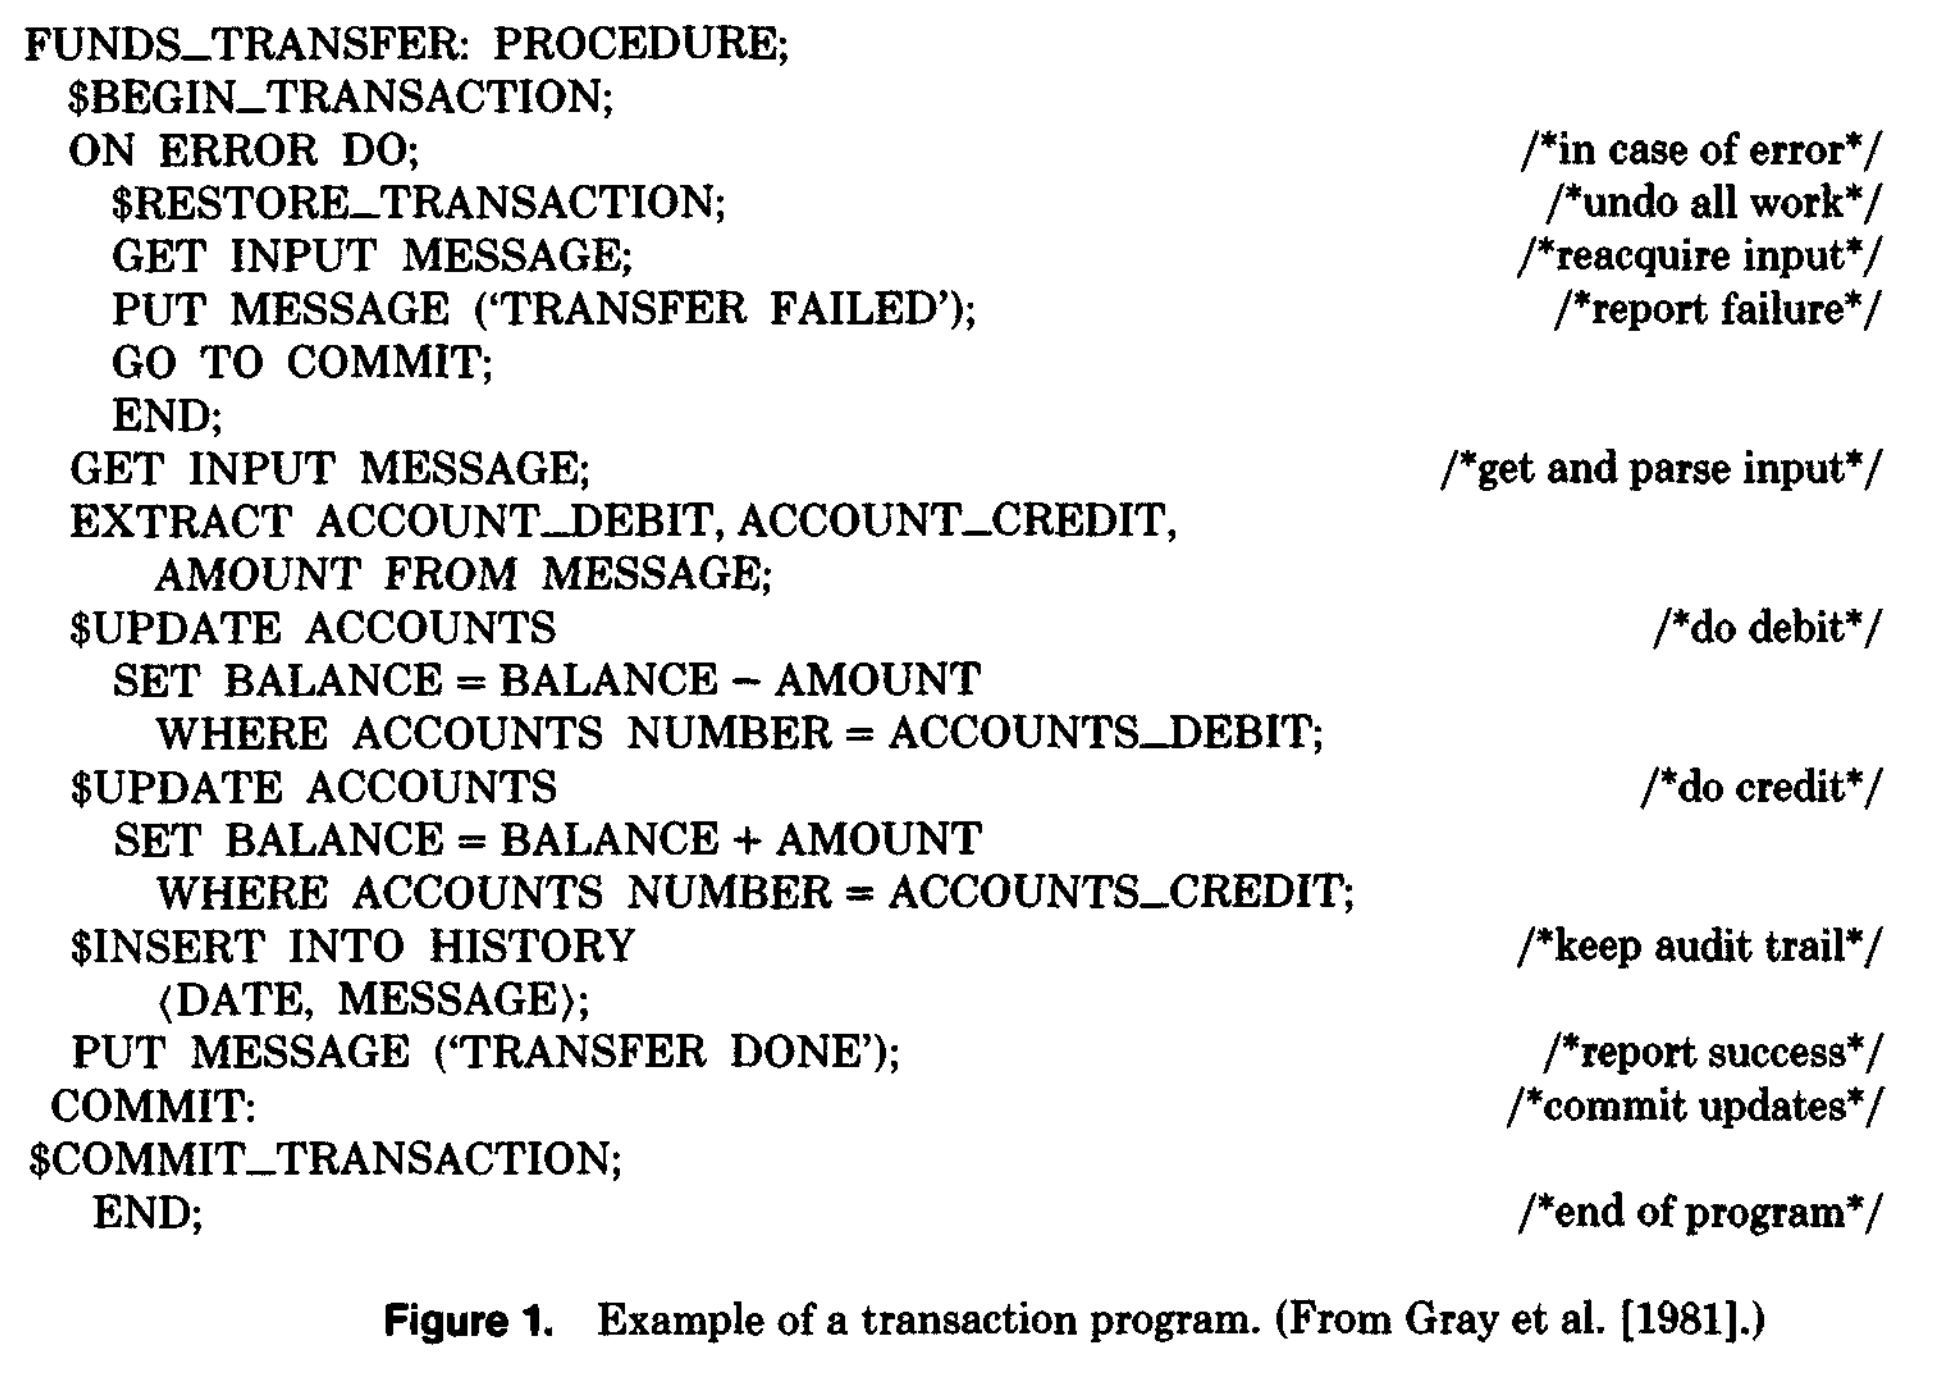 FUNDS_TRANSFER: PROCEDURE;
$BEGIN_TRANSACTION;
ON ERROR DO; /*in case of error*/
$RESTORE_TRANSACTION; /*undo all work*/
GET INPUT MESSAGE; /*reacquire input*/
PUT MESSAGE (‘TRANSFER FAILED’); /*report failure*/
GO TO COMMIT;
END;
GET INPUT MESSAGE; /*get and parse input*/
EXTRACT ACCOUNT_DEBIT, ACCOUNT_CREDIT,
AMOUNT FROM MESSAGE;
$UPDATE ACCOUNTS /*do debit*/
SET BALANCE = BALANCE − AMOUNT
WHERE ACCOUNTS NUMBER = ACCOUNTS_DEBIT;
$UPDATE ACCOUNTS /*do credit*/
SET BALANCE = BALANCE + AMOUNT
WHERE ACCOUNTS NUMBER = ACCOUNTS_CREDIT;
$INSERT INTO HISTORY /*keep audit trail*/
⟨DATE, MESSAGE⟩;
PUT MESSAGE (‘TRANSFER DONE’); /*report success*/
COMMIT: /*commit updates*/
$COMMIT_TRANSACTION;
END; /*end of program*/
Figure 1. Example of a transaction program. (From Gray et al. [1981].)